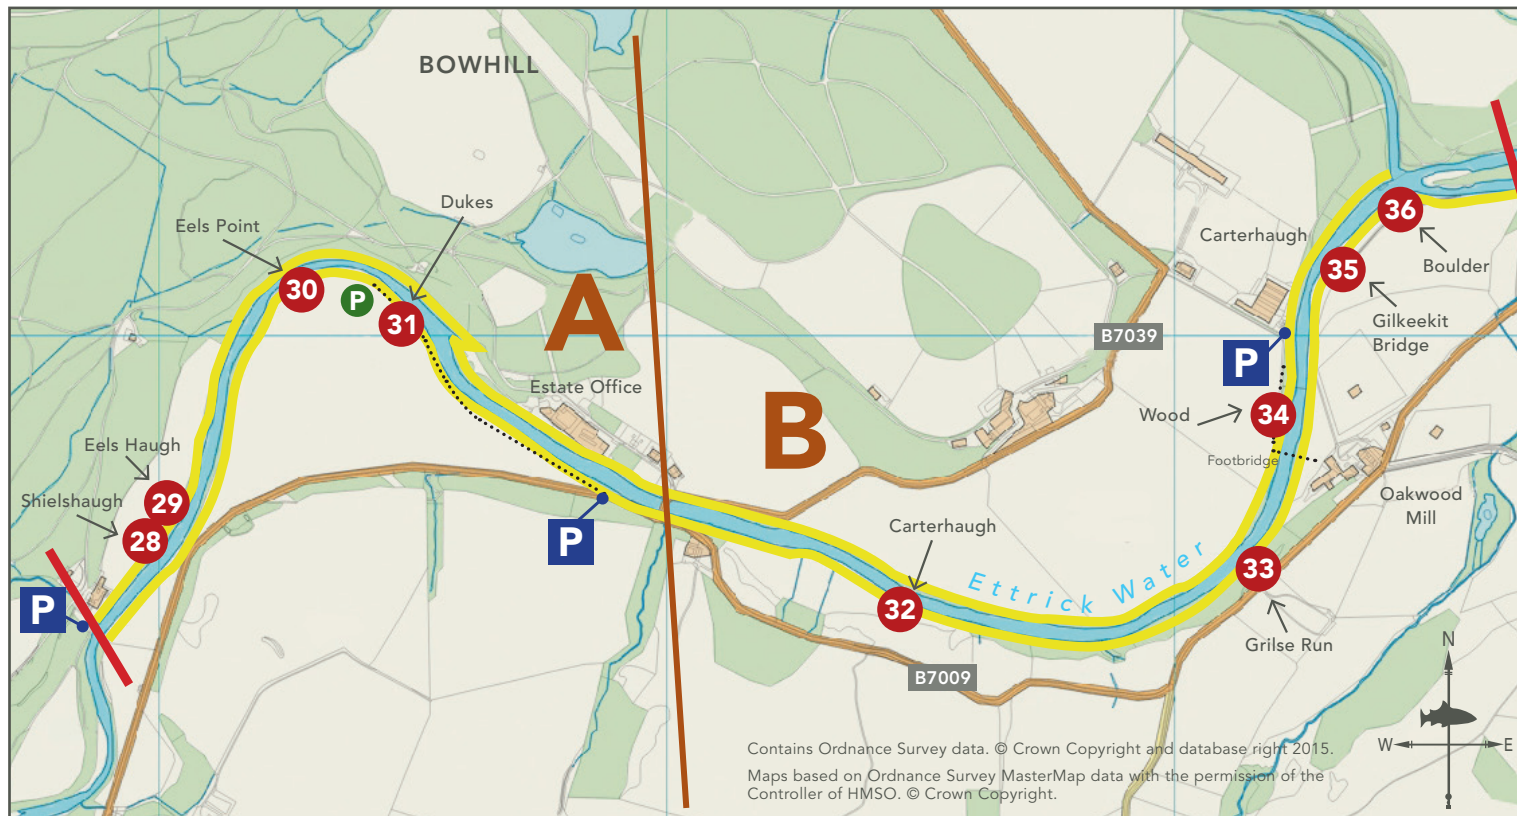 BOWHILL
Dukes
Eels Point
30
P
31
A
Estate Office
B
B7039
Carterhaugh
36
Boulder
35
Gilkeekit
Bridge
P
Wood
34
Footbridge
Oakwood
Mill
Eels Haugh
29
Shielshaugh
28
P
P
Carterhaugh
32
Ettrick Water
33
Grilse Run
B7009
N
W
E
Contains Ordnance Survey data. © Crown Copyright and database right 2015.
Maps based on Ordnance Survey MasterMap data with the permission of the
Controller of HMSO. © Crown Copyright.